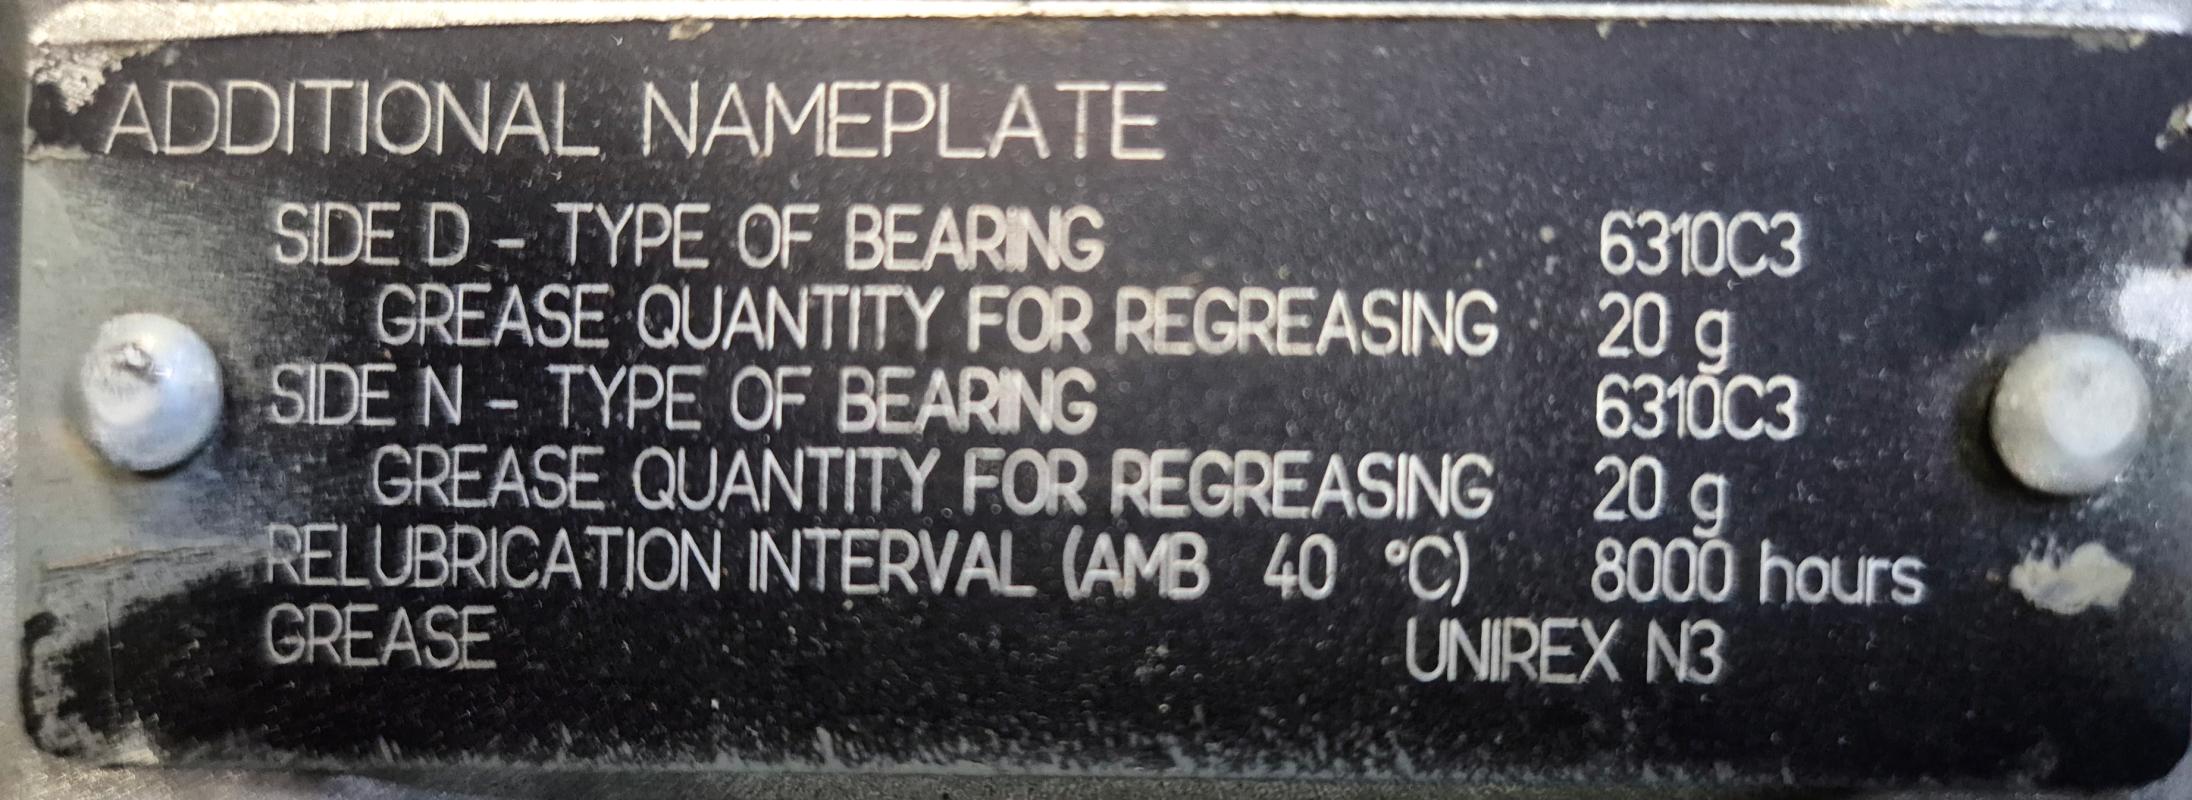 ADDITIONAL NAMEPLATE
SIDE D - TYPE OF BEARING 6310C3
GREASE QUANTITY FOR REGREASING 20 g
SIDE N - TYPE OF BEARING 6310C3
GREASE QUANTITY FOR REGREASING 20 g
RELUBRICATION INTERVAL (AMB 40 °C) 8000 hours
GREASE UNIREX N3